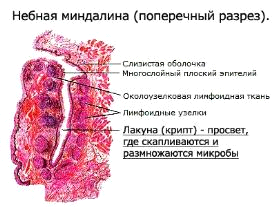 Небная миндалина (поперечный разрез).
Слизистая оболочка
Многослойный плоский эпителий
Околоузелковая лимфоидная ткань
Лимфоидные узелки
Лакуна (крипт) - просвет,
где скапливаются и
размножаются микробы